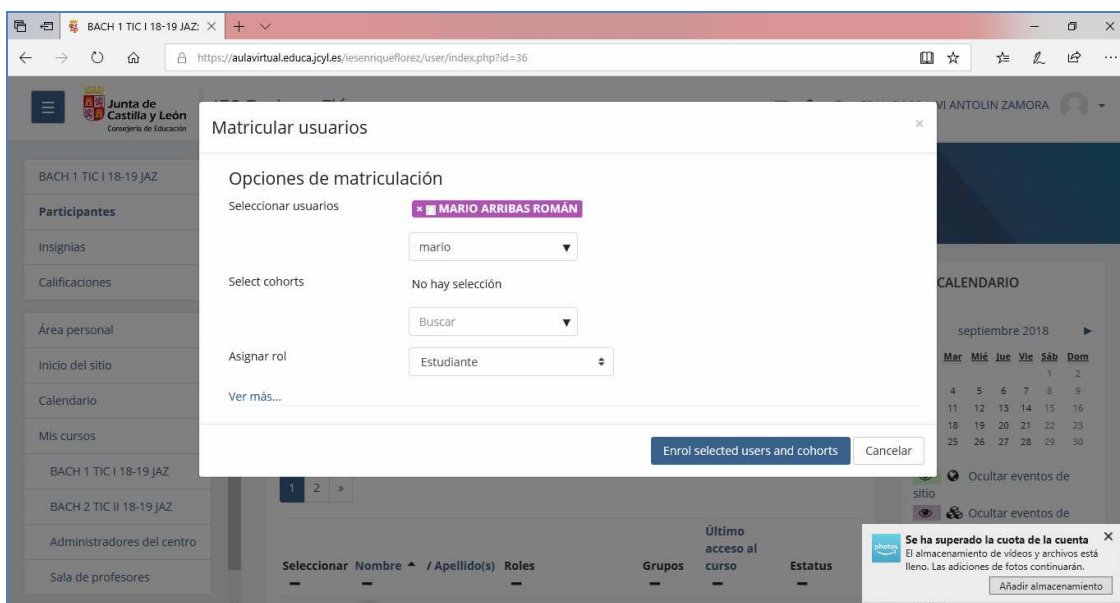 BACH 1 TIC I 18-19 JAZ:
https://aulavirtual.educa.jcyl.es/iesenriqueflorez/user/index.php?id=36
Junta de
Castilla y León
Consejería de Educación
VI ANTOLIN ZAMORA
Matricular usuarios
Opciones de matriculación
Seleccionar usuarios
× MARIO ARRIBAS ROMÁN
mario
Select cohorts
No hay selección
Buscar
Asignar rol
Estudiante
Ver más...
Enrol selected users and cohorts
Cancelar
BACH 1 TIC I 18-19 JAZ
Participantes
Insignias
Calificaciones
Área personal
Inicio del sitio
Calendario
Mis cursos
BACH 1 TIC I 18-19 JAZ
BACH 2 TIC II 18-19 JAZ
Administradores del centro
Sala de profesores
1 2 »
Seleccionar Nombre / Apellido(s) Roles Grupos Último acceso al curso Estatus
CALENDARIO
septiembre 2018
Mar Mié Jue Vie Sáb Dom
1 2
4 5 6 7 8 9
11 12 13 14 15 16
18 19 20 21 22 23
25 26 27 28 29 30
Ocultar eventos de
sitio
Ocultar eventos de
Se ha superado la cuota de la cuenta
El almacenamiento de vídeos y archivos está
lleno. Las adiciones de fotos continuarán.
Añadir almacenamiento
photos